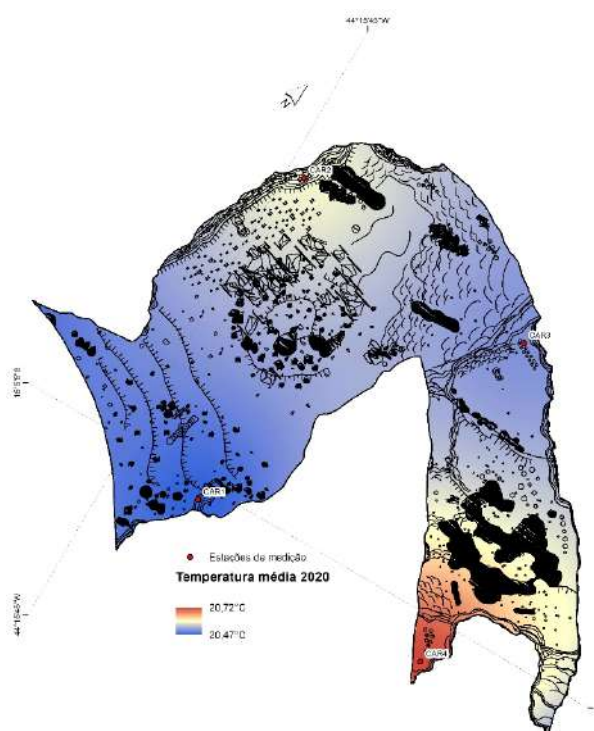 44°15'45"W
N
CAR2
CAR3
CAR1
Estações de medição
Temperatura média 2020
20,72°C
20,47°C
44°15'45"W
CAR4